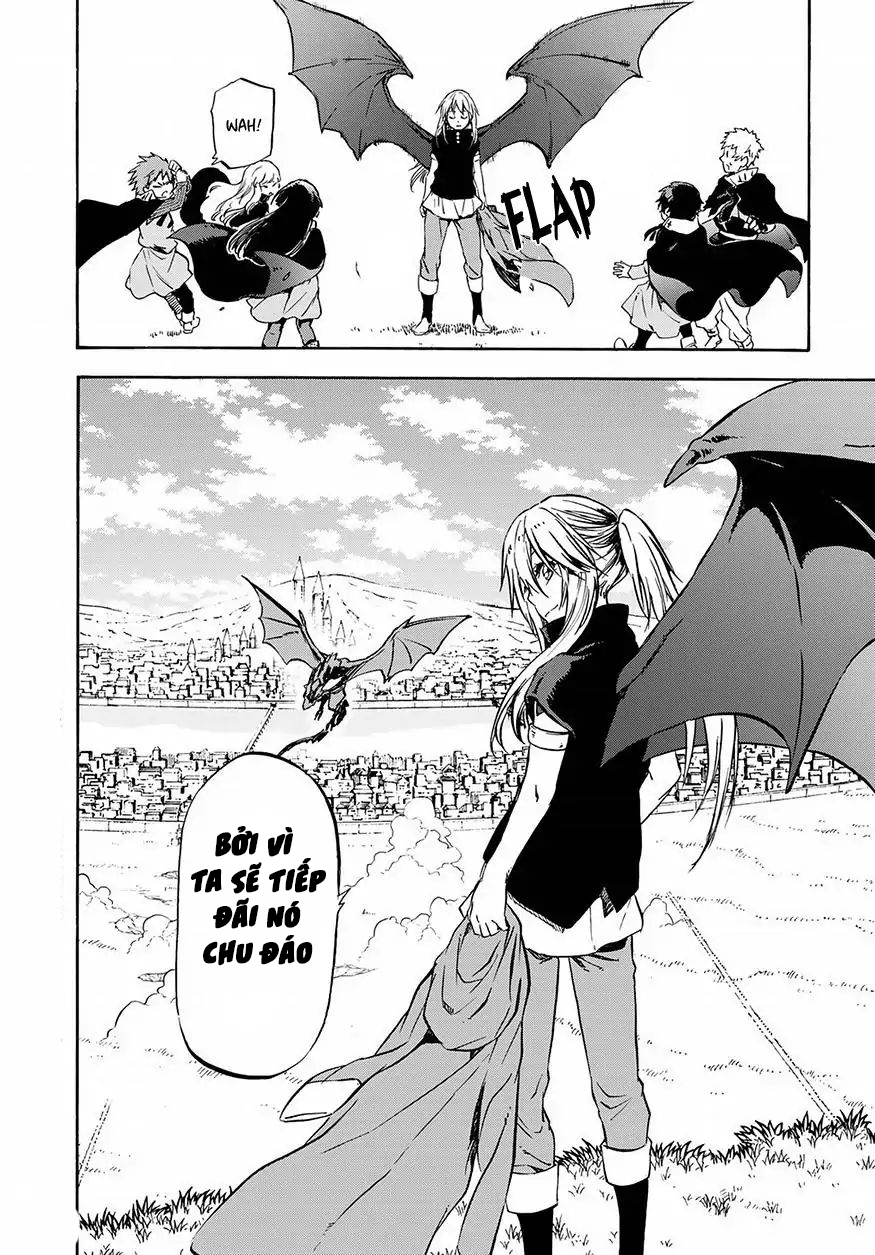 WAH!
FLAP
BỞI VÌ
TA SẼ TIẾP
ĐÃI NÓ
CHU ĐÁO